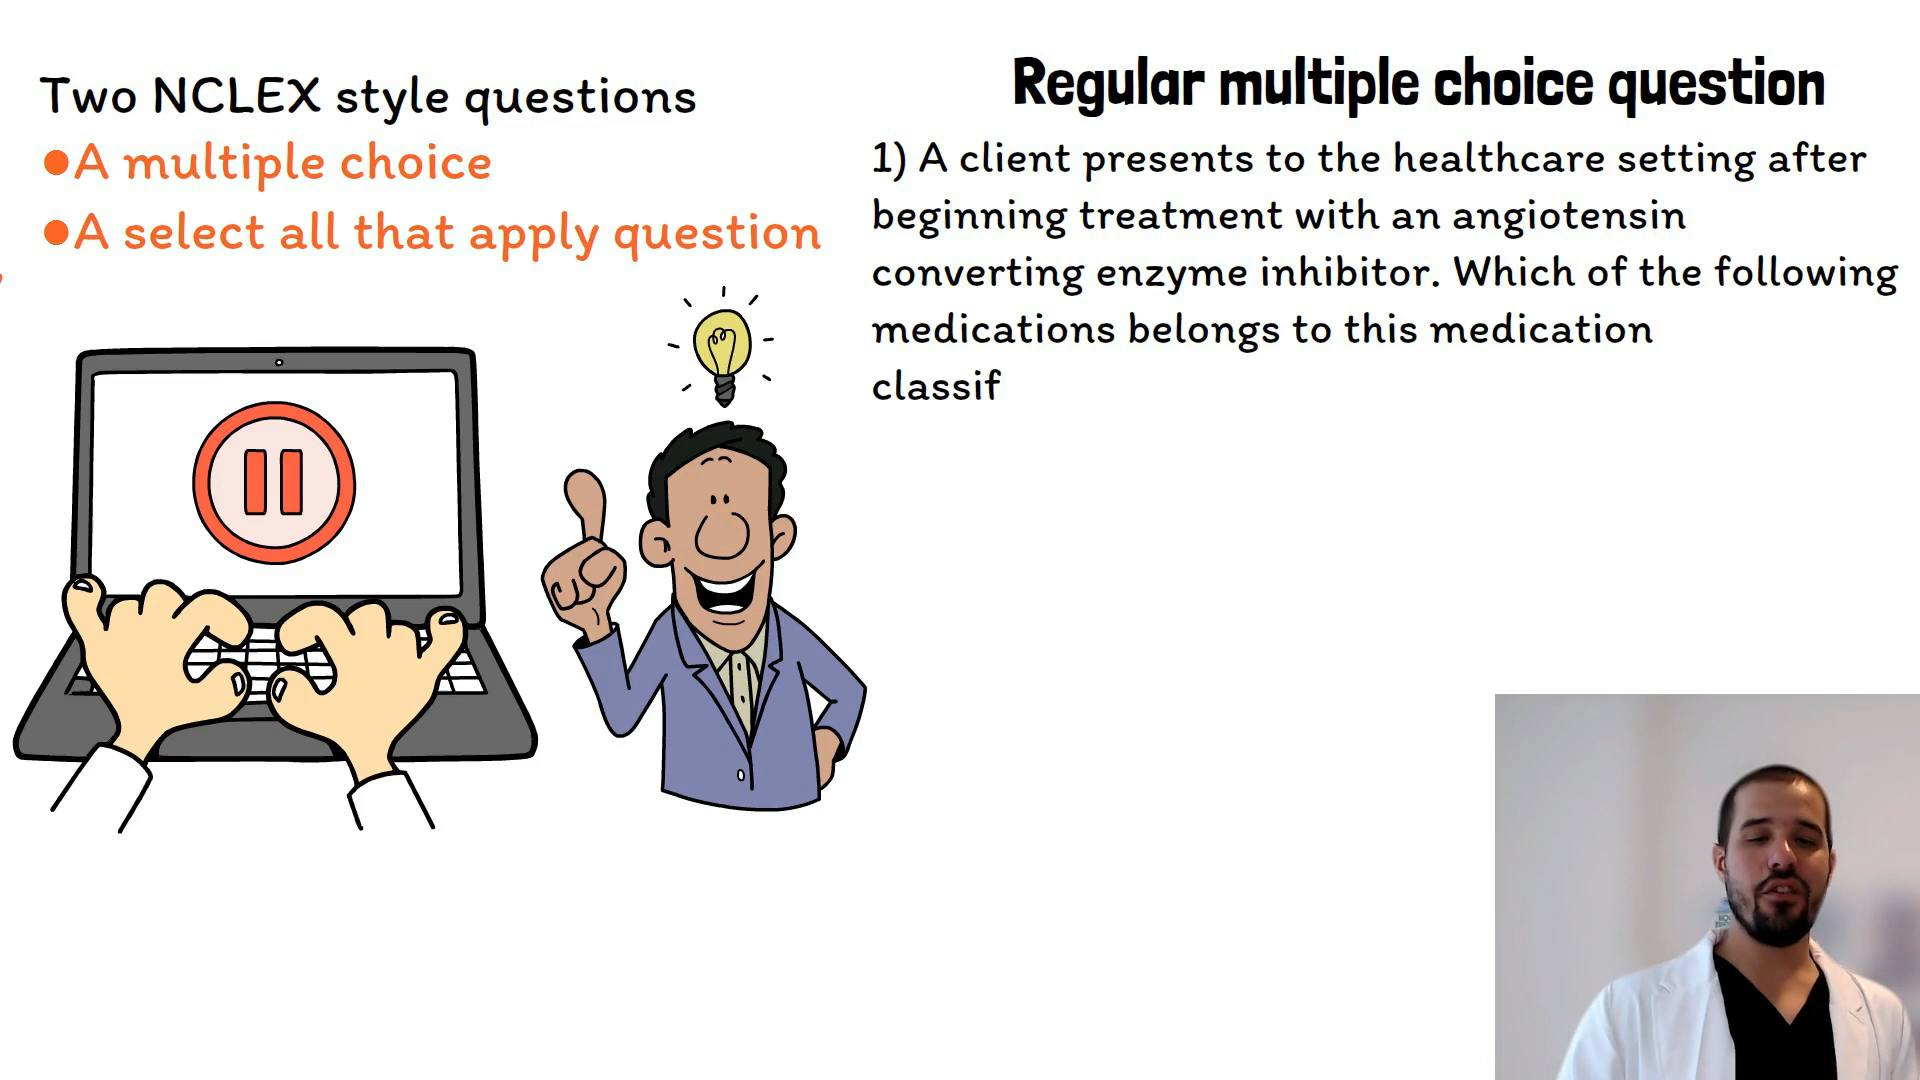 Two NCLEX style questions
●A multiple choice
●A select all that apply question
Regular multiple choice question
1) A client presents to the healthcare setting after
beginning treatment with an angiotensin
converting enzyme inhibitor. Which of the following
medications belongs to this medication
classif